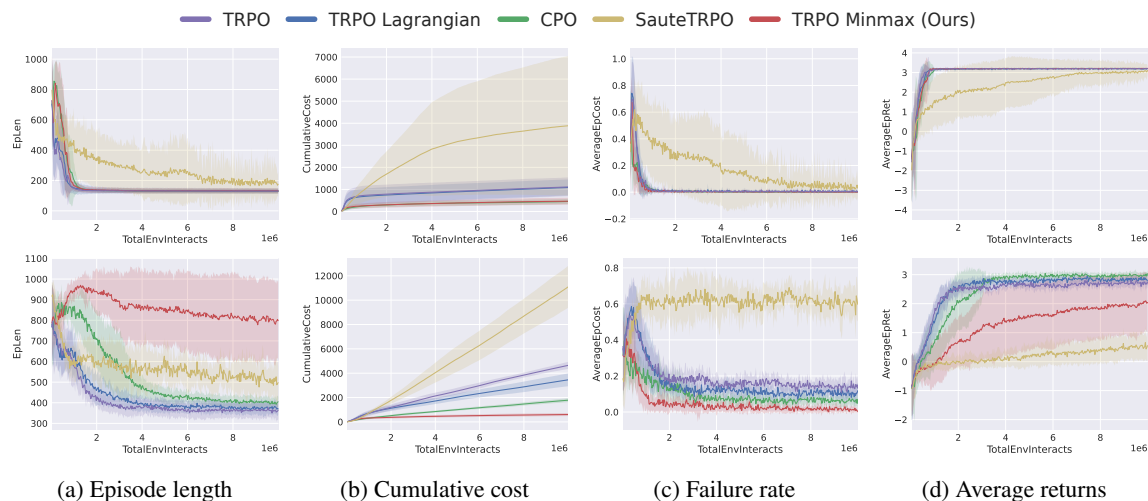 TRPO TRPO Lagrangian CPO SauteTRPO TRPO Minmax (Ours)
EpLen
1000
800
600
400
200
0
2 4 6 8 1e6
TotalEnvInteracts
CumulativeCost
7000
6000
5000
4000
3000
2000
1000
0
2 4 6 8 1e6
TotalEnvInteracts
AverageEpCost
1.0
0.8
0.6
0.4
0.2
0.0
−0.2
2 4 6 8 1e6
TotalEnvInteracts
AverageEpRet
4
3
2
1
0
−1
−2
−3
−4
2 4 6 8 1e6
TotalEnvInteracts
EpLen
1100
1000
900
800
700
600
500
400
300
2 4 6 8 1e6
TotalEnvInteracts
CumulativeCost
12000
10000
8000
6000
4000
2000
0
2 4 6 8 1e6
TotalEnvInteracts
AverageEpCost
0.8
0.6
0.4
0.2
0.0
2 4 6 8 1e6
TotalEnvInteracts
AverageEpRet
3
2
1
0
−1
−2
2 4 6 8 1e6
TotalEnvInteracts
(a) Episode length
(b) Cumulative cost
(c) Failure rate
(d) Average returns